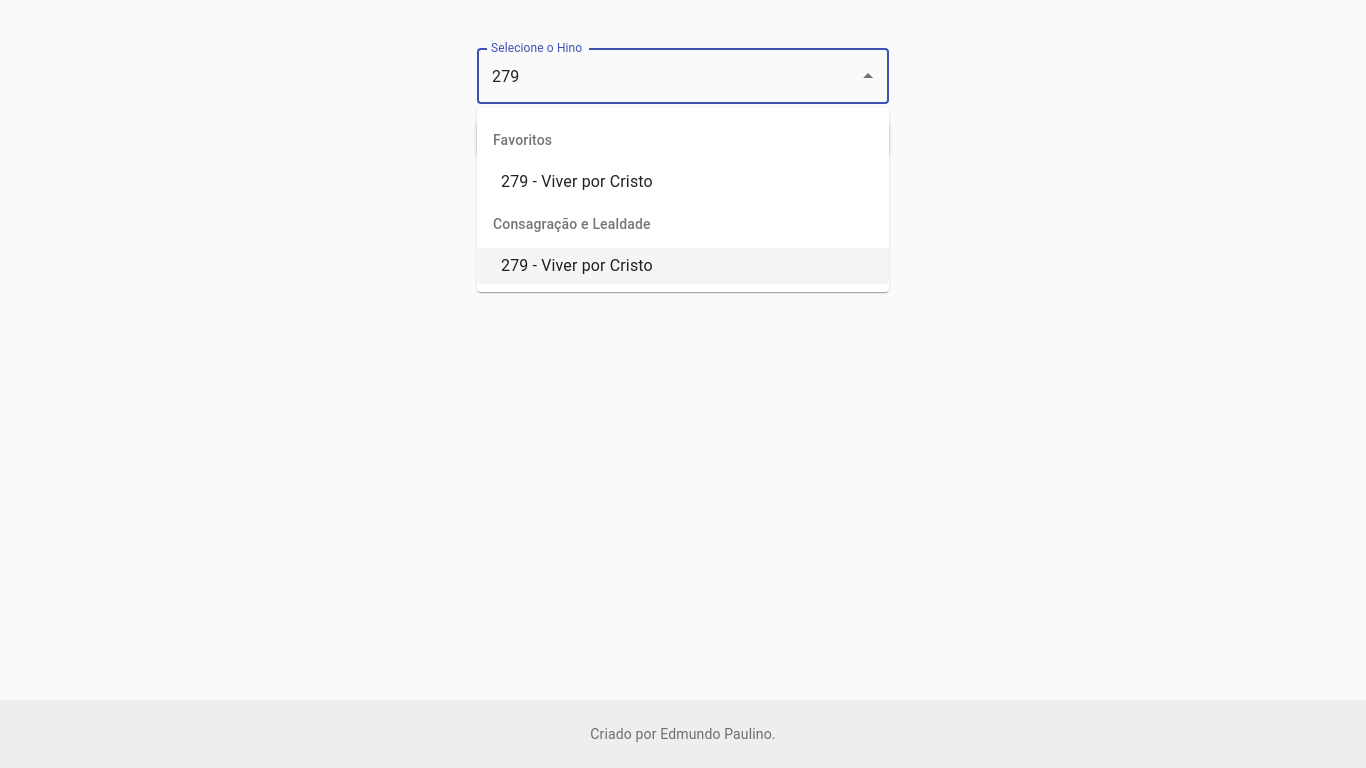 Selecione o Hino
279
Favoritos
279 - Viver por Cristo
Consagração e Lealdade
279 - Viver por Cristo
Criado por Edmundo Paulino.